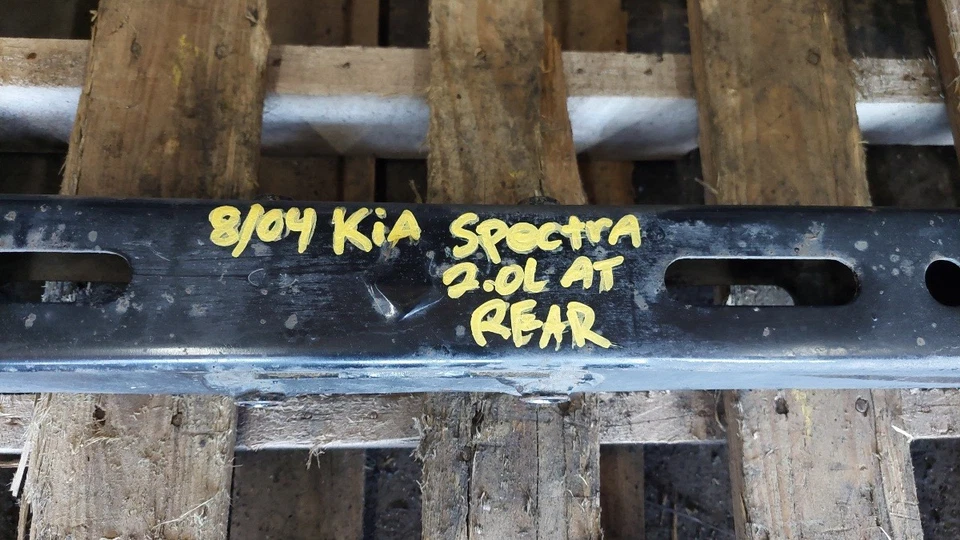 8/04 KiA Spectra
2.0L AT
REAR